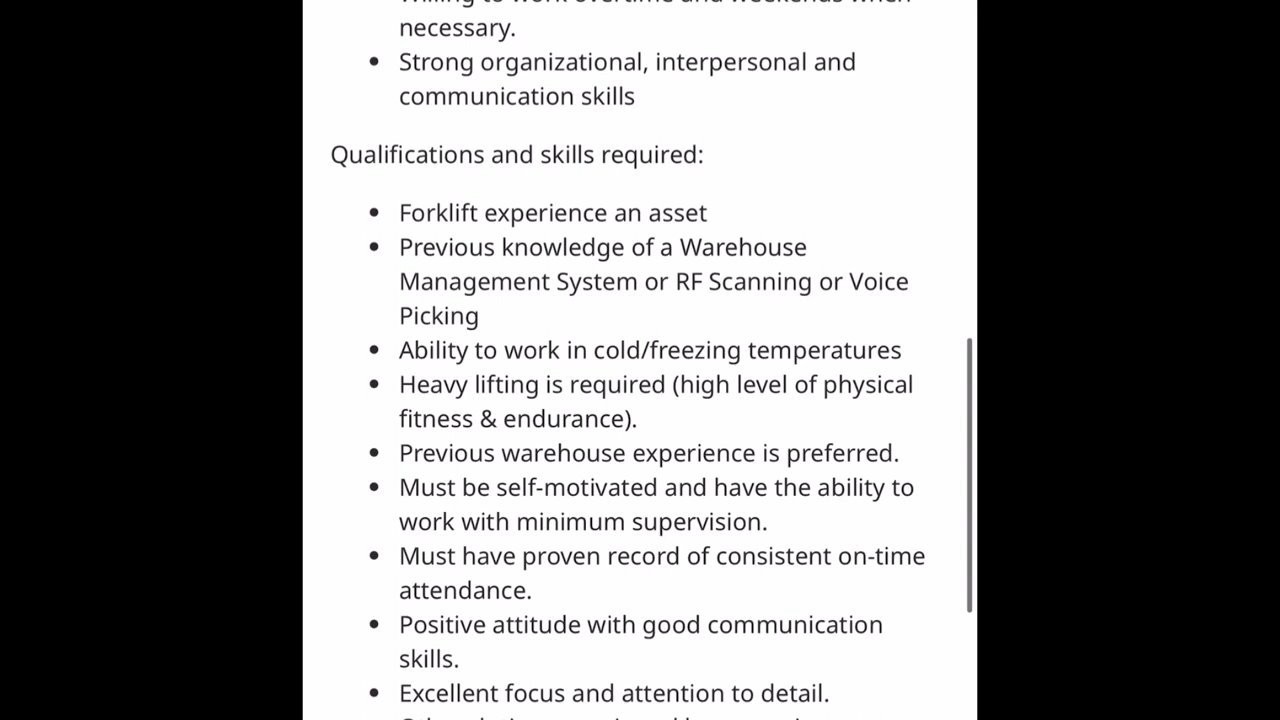 necessary.
• Strong organizational, interpersonal and
communication skills
Qualifications and skills required:
• Forklift experience an asset
• Previous knowledge of a Warehouse
Management System or RF Scanning or Voice
Picking
• Ability to work in cold/freezing temperatures
• Heavy lifting is required (high level of physical
fitness & endurance).
• Previous warehouse experience is preferred.
• Must be self-motivated and have the ability to
work with minimum supervision.
• Must have proven record of consistent on-time
attendance.
• Positive attitude with good communication
skills.
• Excellent focus and attention to detail.